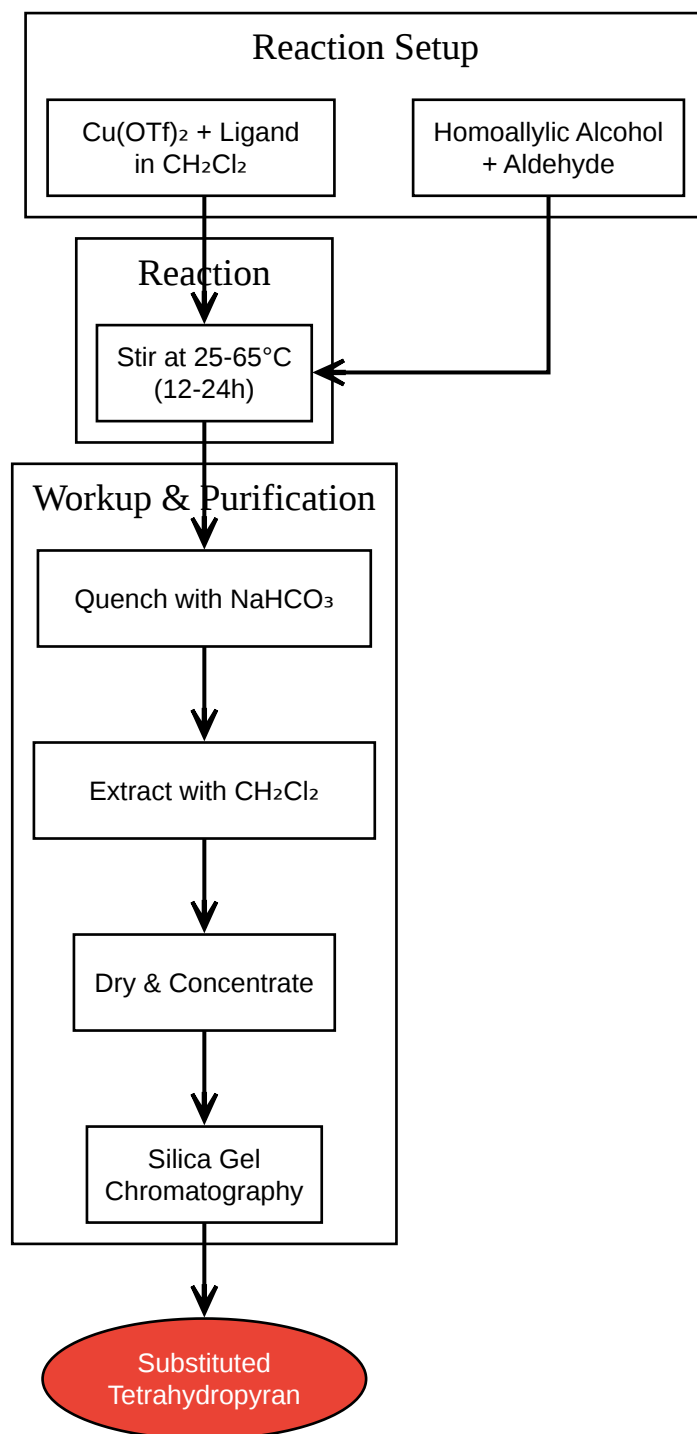 Reaction Setup
Cu(OTf)₂ + Ligand
in CH₂Cl₂
Homoallylic Alcohol
+ Aldehyde
Reaction
Stir at 25-65°C
(12-24h)
Workup & Purification
Quench with NaHCO₃
Extract with CH₂Cl₂
Dry & Concentrate
Silica Gel
Chromatography
Substituted
Tetrahydropyran